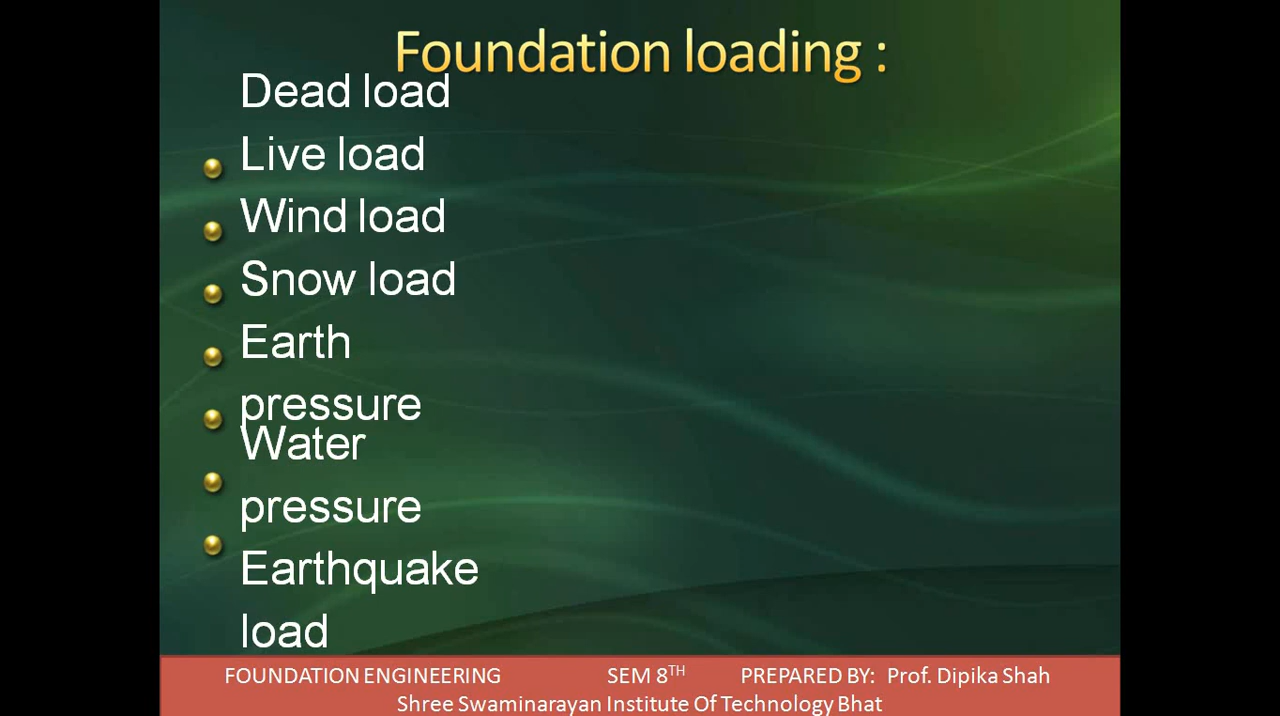 Foundation loading :
Dead load
Live load
Wind load
Snow load
Earth
pressure
Water
pressure
Earthquake
load
FOUNDATION ENGINEERING SEM 8TH PREPARED BY: Prof. Dipika Shah
Shree Swaminarayan Institute Of Technology Bhat